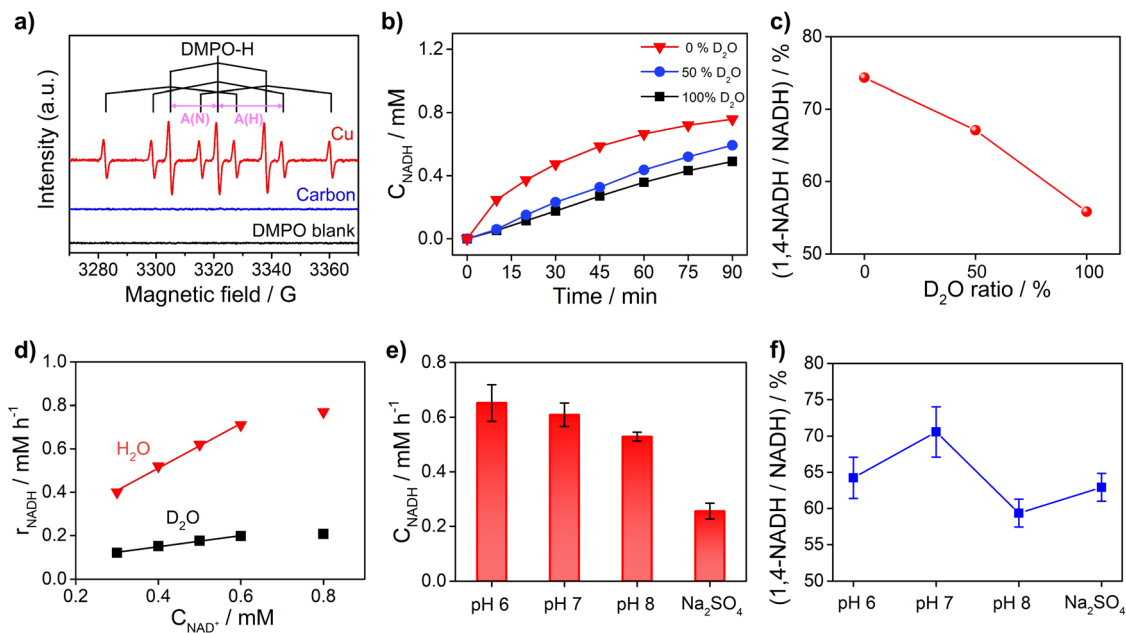 a)
DMPO-H
A(N)
A(H)
Cu
Carbon
DMPO blank
Intensity (a.u.)
3280 3300 3320 3340 3360
Magnetic field / G
b)
0 % D₂O
50 % D₂O
100% D₂O
C_NADH / mM
1.2
0.8
0.4
0.0
0 15 30 45 60 75 90
Time / min
c)
(1,4-NADH / NADH) / %
80
70
60
50
0 50 100
D₂O ratio / %
d)
r_NADH / mM h⁻¹
1.0
0.8
0.6
0.4
0.2
0.0
H₂O
D₂O
0.2 0.4 0.6 0.8
C_NAD⁺ / mM
e)
C_NADH / mM h⁻¹
0.8
0.6
0.4
0.2
0.0
pH 6 pH 7 pH 8 Na₂SO₄
f)
(1,4-NADH / NADH) / %
80
75
70
65
60
55
50
pH 6 pH 7 pH 8 Na₂SO₄